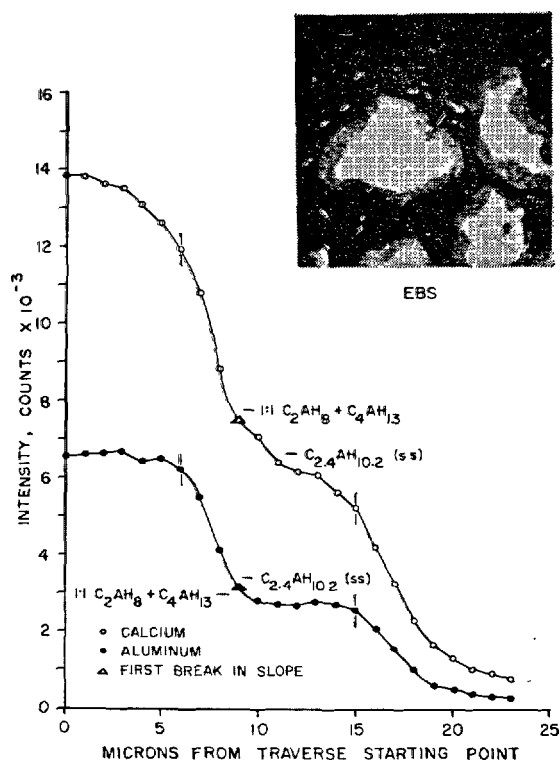 EBS
INTENSITY, COUNTS × 10⁻³
16
14
12
10
8
6
4
2
0
1:1 C₂AH₈ + C₄AH₁₃
C₂.₄AH₁₀.₂ (ss)
C₂.₄AH₁₀.₂ (ss)
1:1 C₂AH₈ + C₄AH₁₃
○ CALCIUM
● ALUMINUM
△ FIRST BREAK IN SLOPE
0 5 10 15 20 25
MICRONS FROM TRAVERSE STARTING POINT